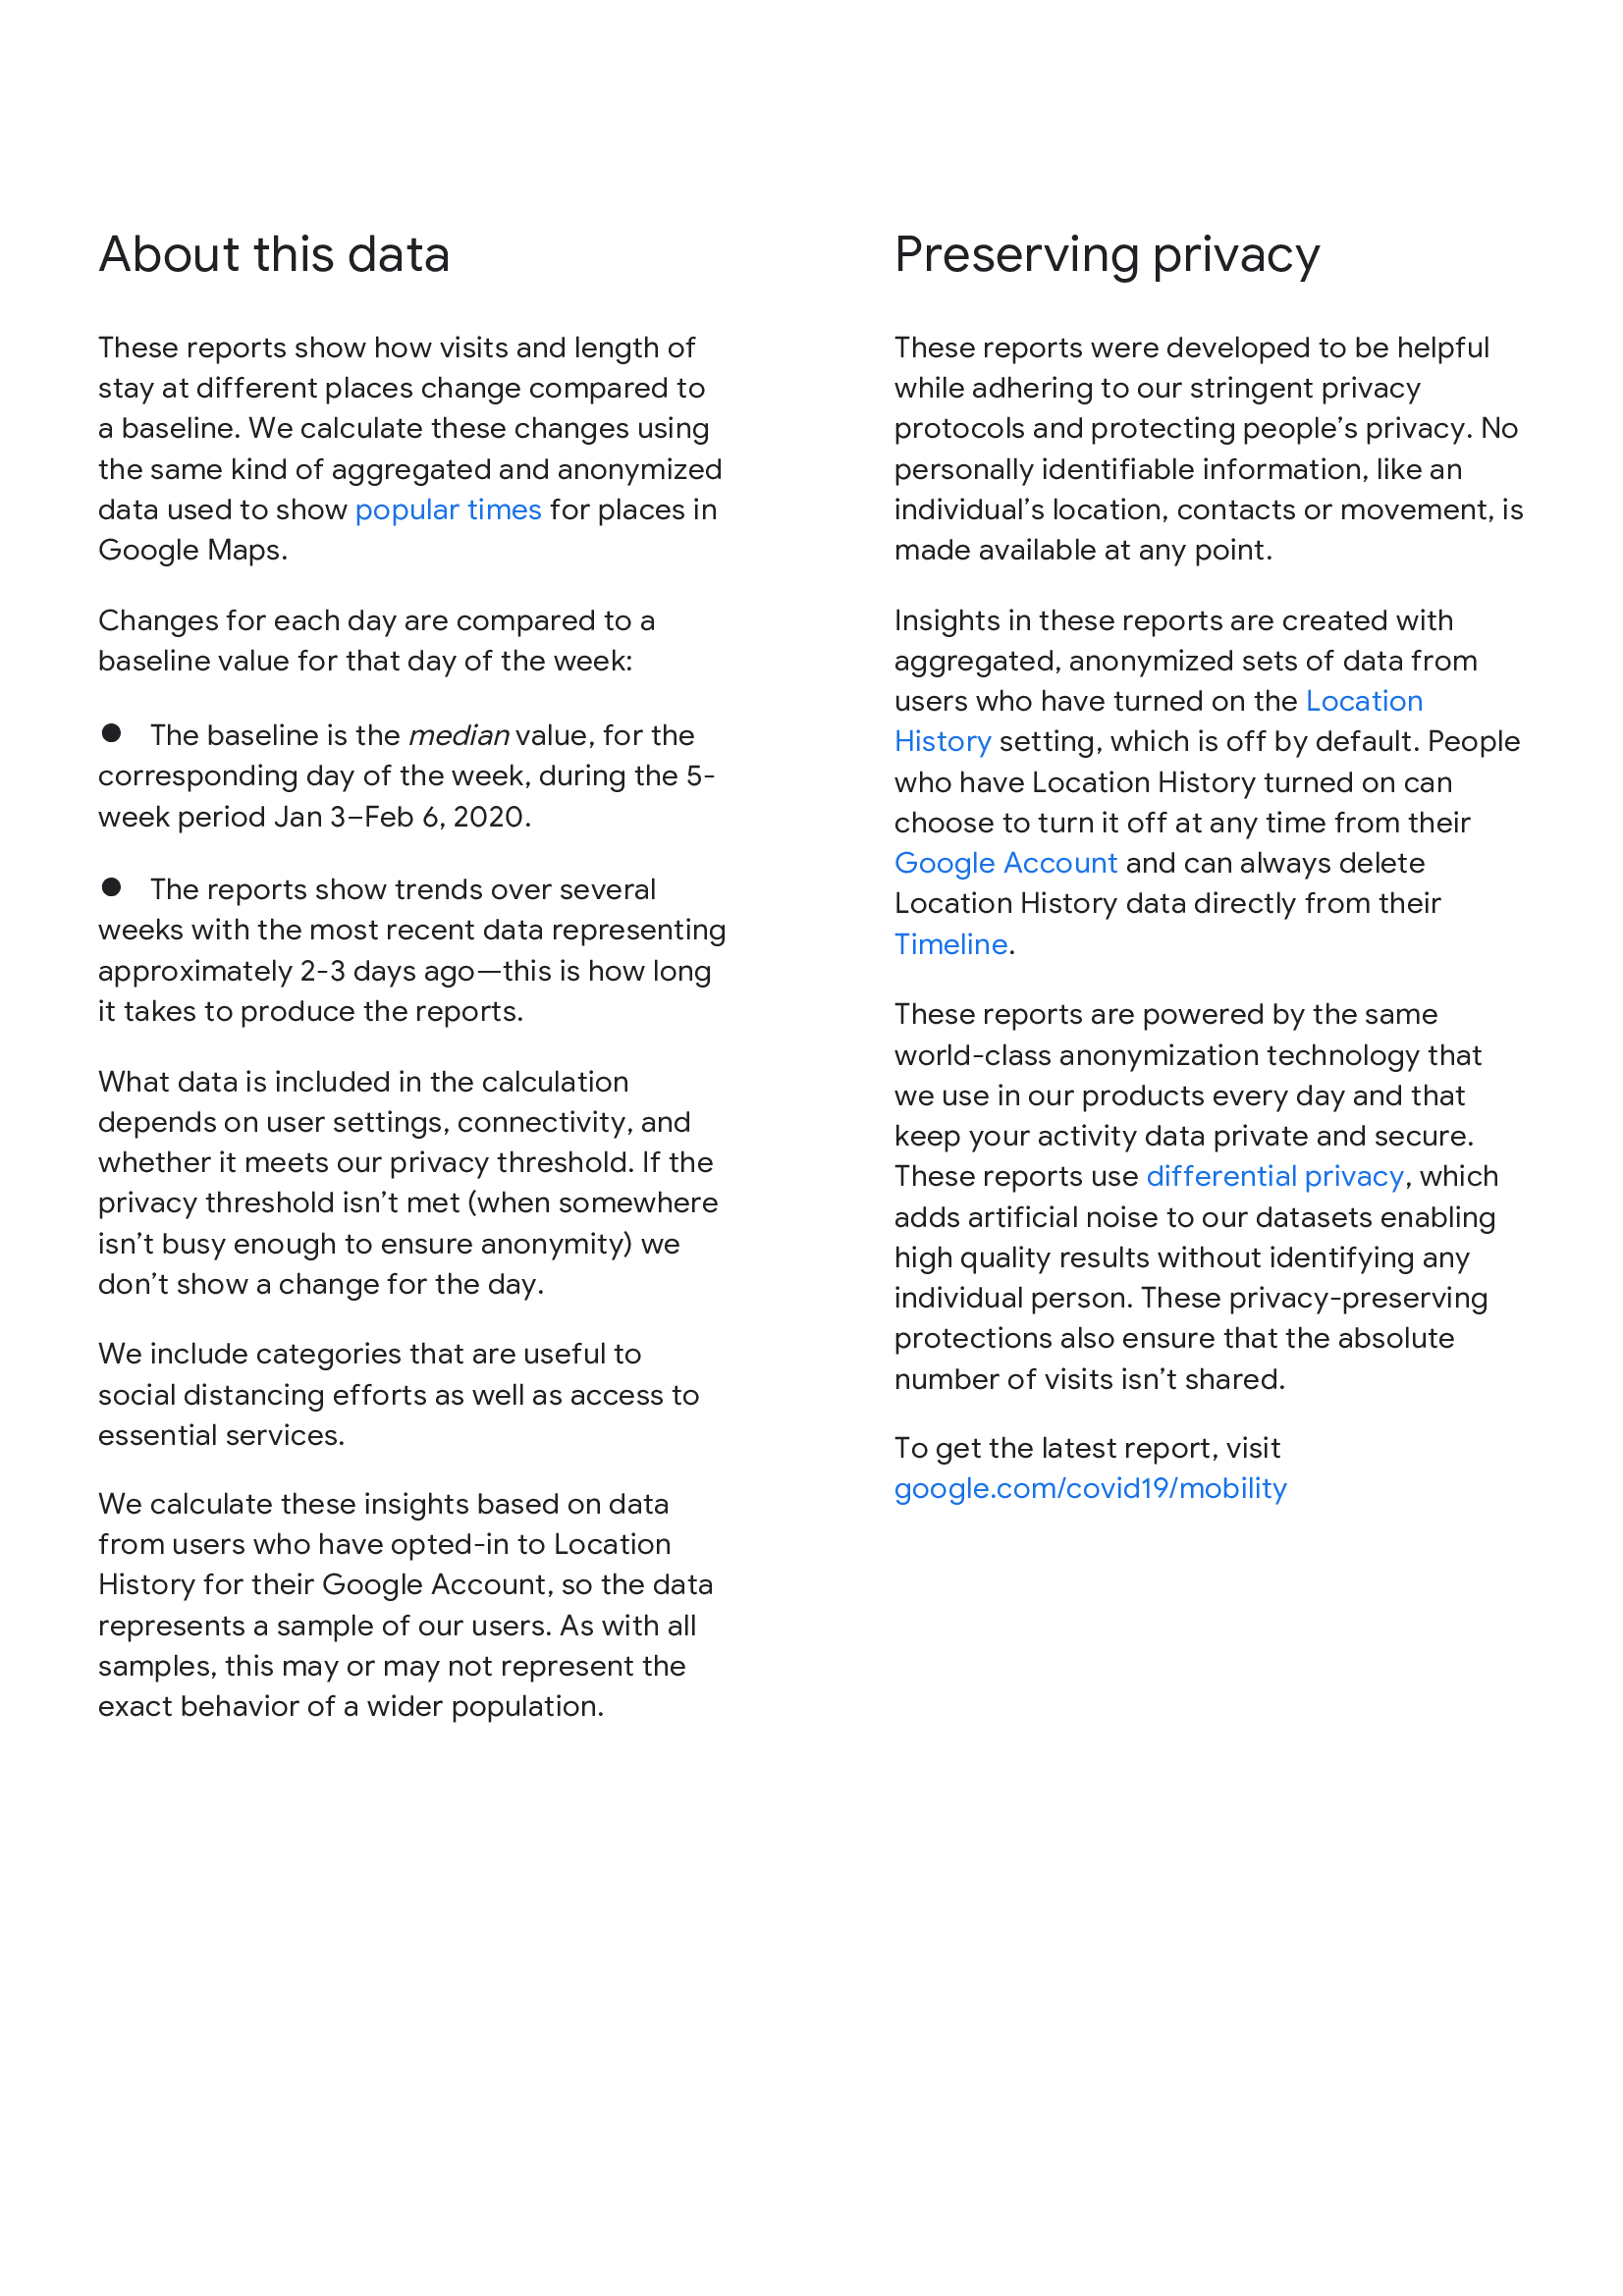 About this data
These reports show how visits and length of
stay at different places change compared to
a baseline. We calculate these changes using
the same kind of aggregated and anonymized
data used to show popular times for places in
Google Maps.
Changes for each day are compared to a
baseline value for that day of the week:
● The baseline is the median value, for the
corresponding day of the week, during the 5-
week period Jan 3–Feb 6, 2020.
● The reports show trends over several
weeks with the most recent data representing
approximately 2-3 days ago—this is how long
it takes to produce the reports.
What data is included in the calculation
depends on user settings, connectivity, and
whether it meets our privacy threshold. If the
privacy threshold isn’t met (when somewhere
isn’t busy enough to ensure anonymity) we
don’t show a change for the day.
We include categories that are useful to
social distancing efforts as well as access to
essential services.
We calculate these insights based on data
from users who have opted-in to Location
History for their Google Account, so the data
represents a sample of our users. As with all
samples, this may or may not represent the
exact behavior of a wider population.
Preserving privacy
These reports were developed to be helpful
while adhering to our stringent privacy
protocols and protecting people’s privacy. No
personally identifiable information, like an
individual’s location, contacts or movement, is
made available at any point.
Insights in these reports are created with
aggregated, anonymized sets of data from
users who have turned on the Location
History setting, which is off by default. People
who have Location History turned on can
choose to turn it off at any time from their
Google Account and can always delete
Location History data directly from their
Timeline.
These reports are powered by the same
world-class anonymization technology that
we use in our products every day and that
keep your activity data private and secure.
These reports use differential privacy, which
adds artificial noise to our datasets enabling
high quality results without identifying any
individual person. These privacy-preserving
protections also ensure that the absolute
number of visits isn’t shared.
To get the latest report, visit
google.com/covid19/mobility